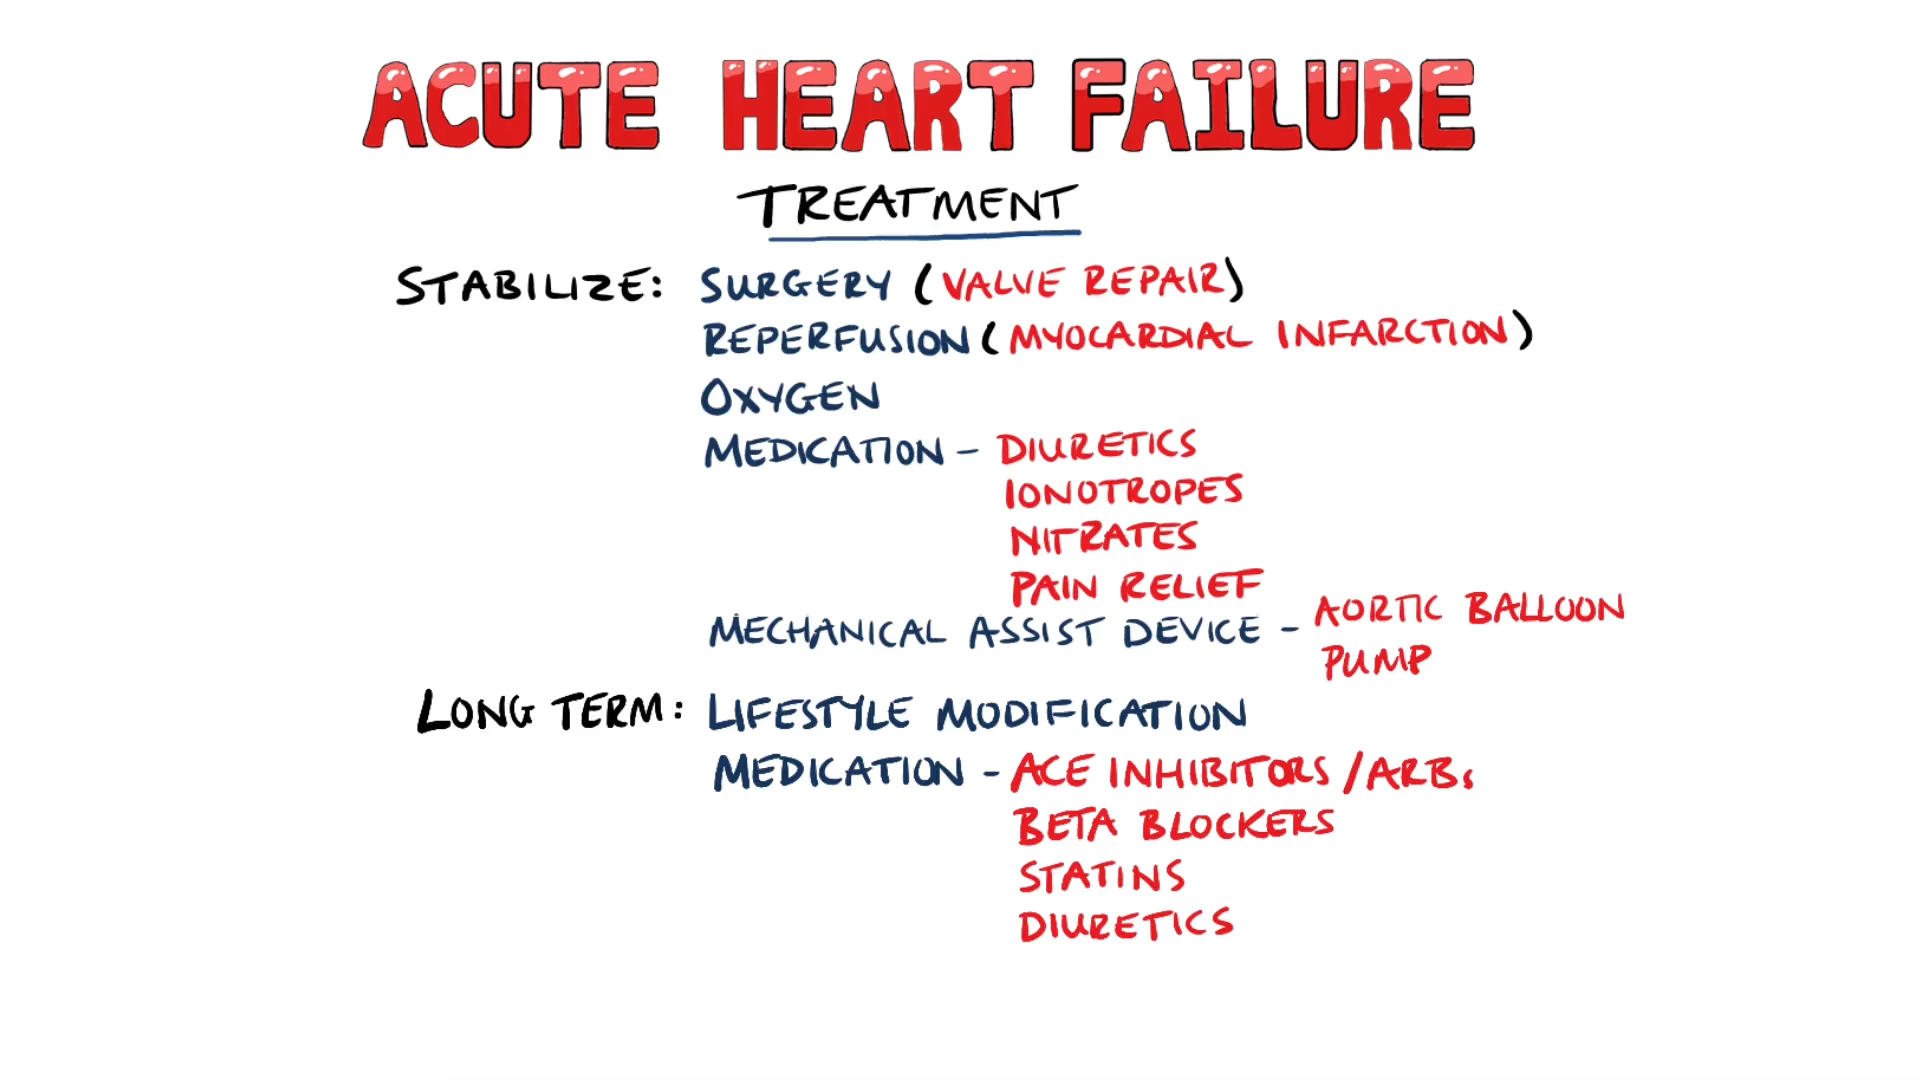 ACUTE HEART FAILURE
TREATMENT
STABILIZE: SURGERY (VALVE REPAIR)
REPERFUSION (MYOCARDIAL INFARCTION)
OXYGEN
MEDICATION - DIURETICS
IONOTROPES
NITRATES
PAIN RELIEF
MECHANICAL ASSIST DEVICE - AORTIC BALLOON
PUMP
LONG TERM: LIFESTYLE MODIFICATION
MEDICATION - ACE INHIBITORS / ARBs
BETA BLOCKERS
STATINS
DIURETICS